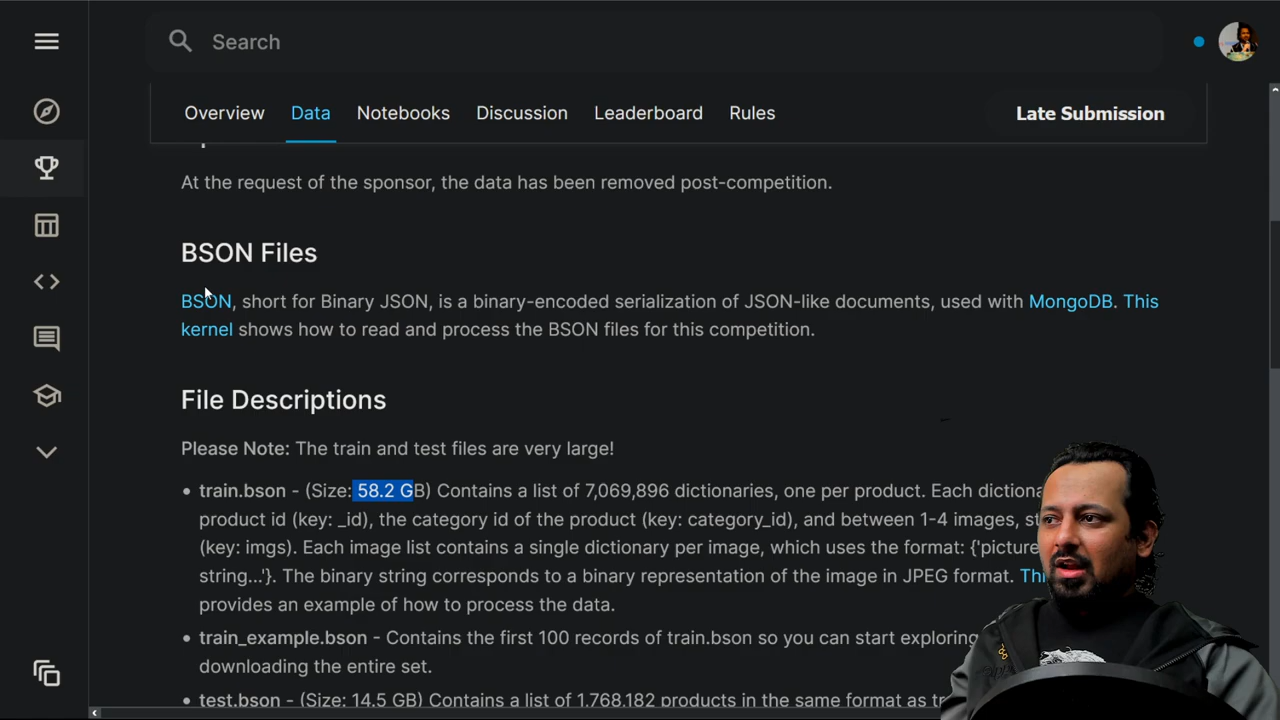 Search
Overview
Data
Notebooks
Discussion
Leaderboard
Rules
Late Submission
At the request of the sponsor, the data has been removed post-competition.
BSON Files
BSON, short for Binary JSON, is a binary-encoded serialization of JSON-like documents, used with MongoDB. This
kernel shows how to read and process the BSON files for this competition.
File Descriptions
Please Note: The train and test files are very large!
• train.bson - (Size: 58.2 GB) Contains a list of 7,069,896 dictionaries, one per product. Each
product id (key: _id), the category id of the product (key: category_id), and between 1-4 images,
(key: imgs). Each image list contains a single dictionary per image, which uses the format: {'picture
string...'}. The binary string corresponds to a binary representation of the image in JPEG format.
provides an example of how to process the data.
• train_example.bson - Contains the first 100 records of train.bson so you can start exploring
downloading the entire set.
• test.bson - (Size: 14.5 GB) Contains a list of 1,768,182 products in the same format as